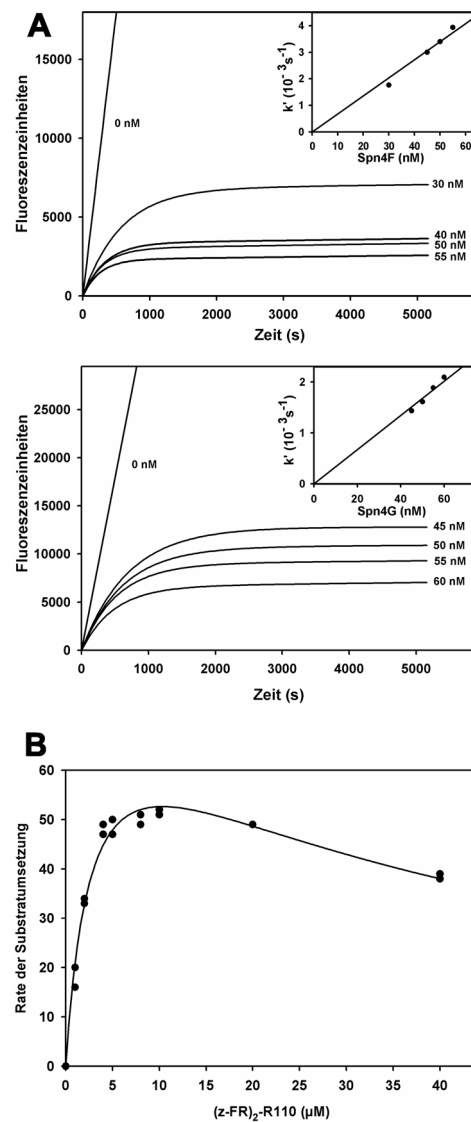 A
Fluoreszenzeinheiten
15000
10000
5000
0
0 nM
30 nM
40 nM
50 nM
55 nM
0
1000
2000
3000
4000
5000
Zeit (s)
k' (10⁻³s⁻¹)
4
3
2
1
0
0
10
20
30
40
50
60
Spn4F (nM)
Fluoreszenzeinheiten
25000
20000
15000
10000
5000
0
0 nM
45 nM
50 nM
55 nM
60 nM
0
1000
2000
3000
4000
5000
Zeit (s)
k' (10⁻³s⁻¹)
2
1
0
0
10
20
30
40
50
60
70
Spn4G (nM)
B
Rate der Substratumsetzung
60
50
40
30
20
10
0
0
5
10
15
20
25
30
35
40
(z-FR)₂-R110 (µM)